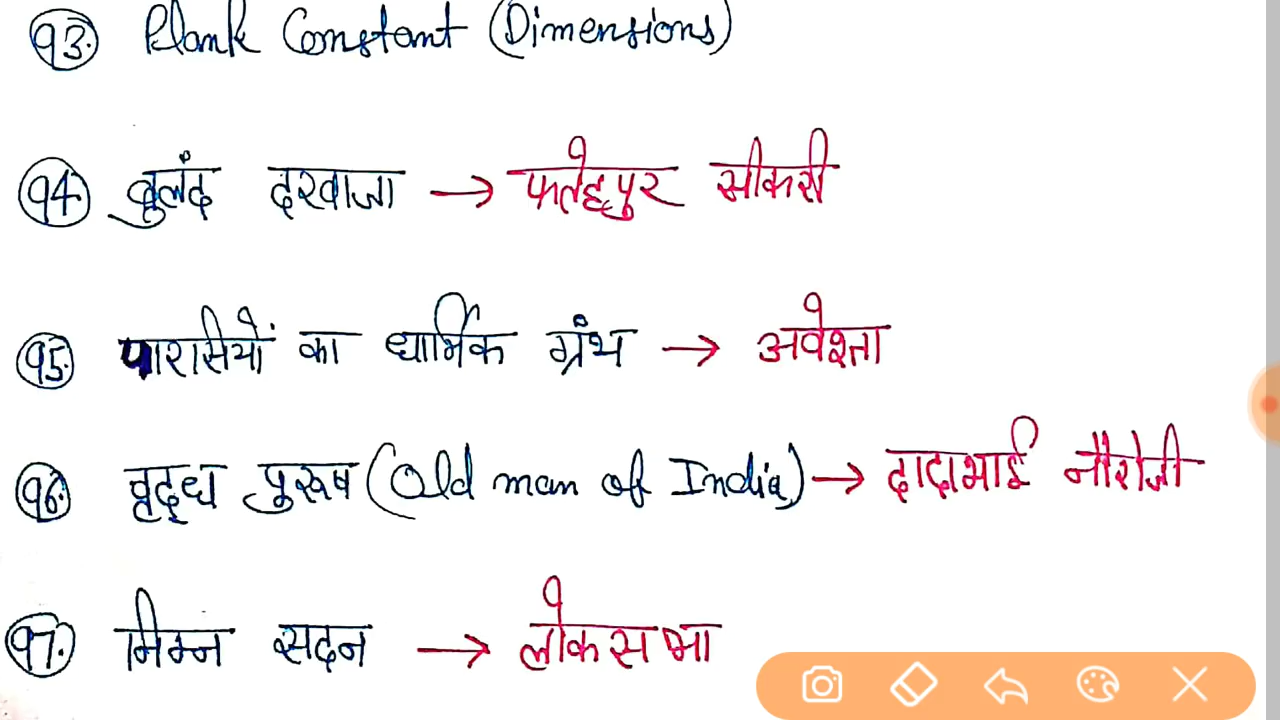 93. Plank Constant (Dimensions)
94. बुलंद दरवाजा → फतेहपुर सीकरी
95. पारासियों का धार्मिक ग्रंथ → अवेश्ता
96. वृद्ध पुरूष (Old man of India) → दादाभाई नौरोजी
97. निम्न सदन → लोकसभा